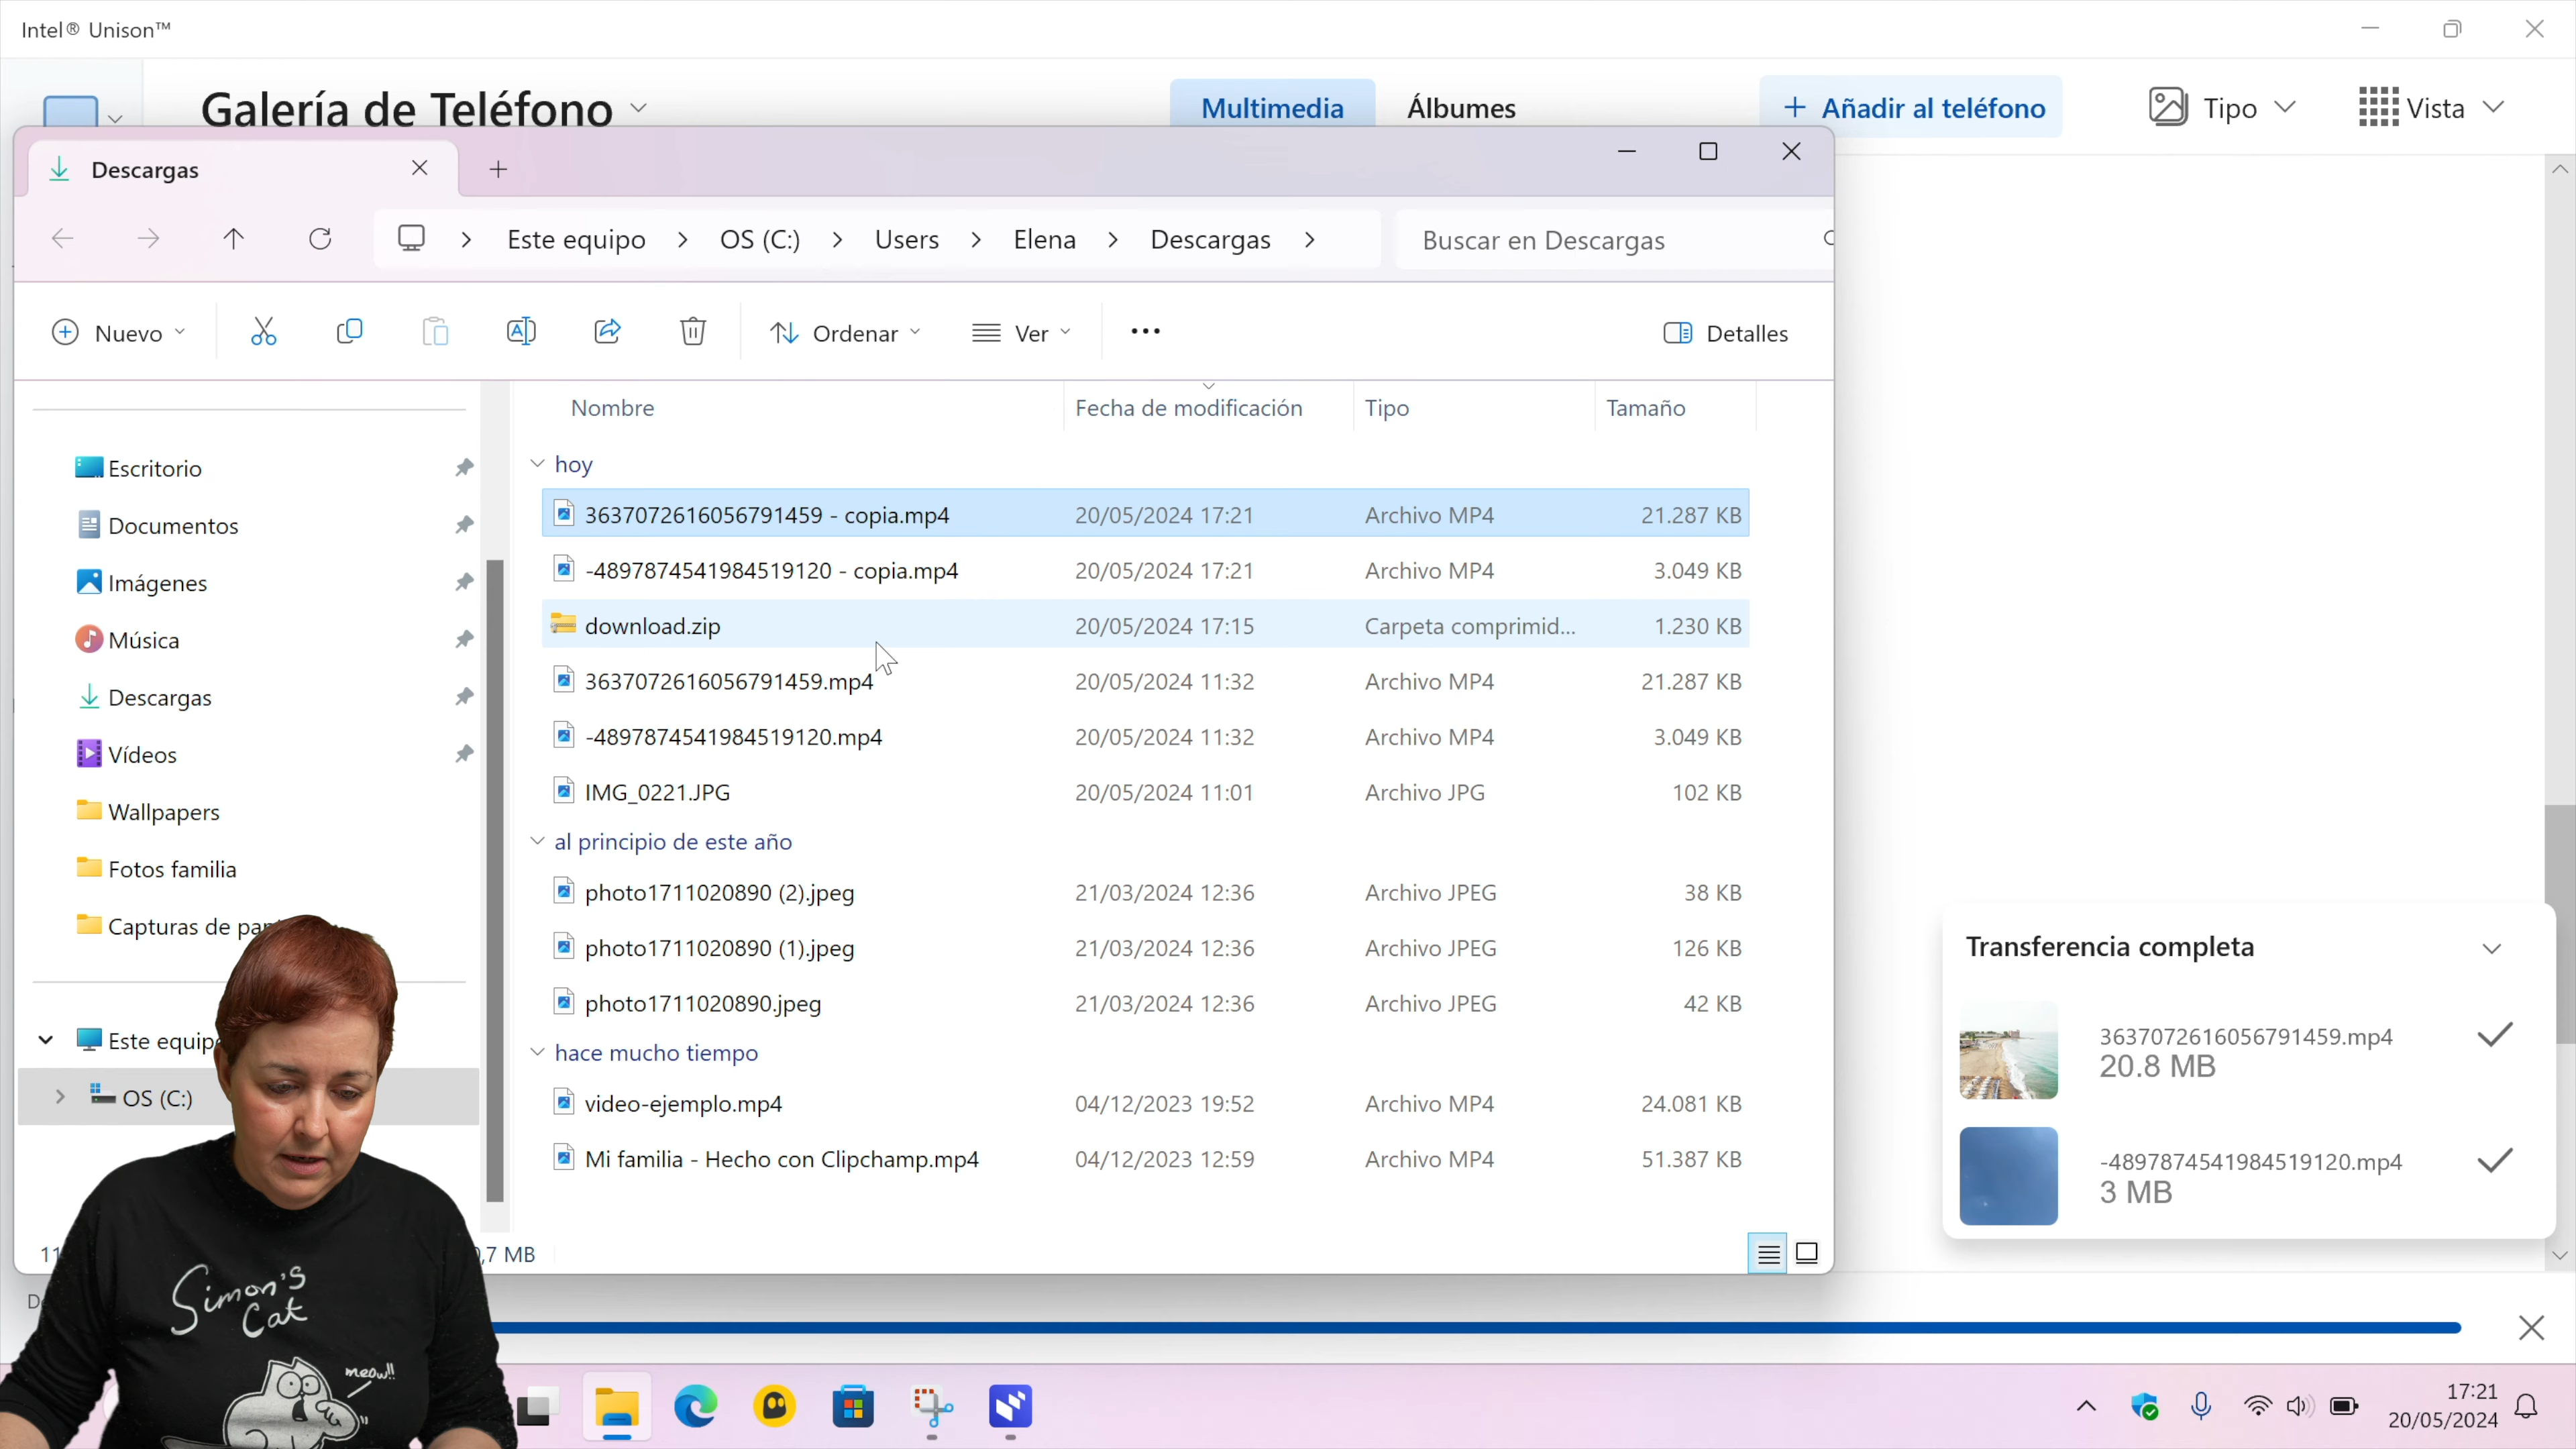 Intel® Unison™
Galería de Teléfono
Multimedia
Álbumes
+ Añadir al teléfono
Tipo
Vista
Descargas
Este equipo > OS (C:) > Users > Elena > Descargas >
Buscar en Descargas
Nuevo
Ordenar
Ver
Detalles
Escritorio
Documentos
Imágenes
Música
Descargas
Vídeos
Wallpapers
Fotos familia
Capturas de
OS (C:)
Nombre Fecha de modificación Tipo Tamaño
hoy
3637072616056791459 - copia.mp4 20/05/2024 17:21 Archivo MP4 21.287 KB
-4897874541984519120 - copia.mp4 20/05/2024 17:21 Archivo MP4 3.049 KB
download.zip 20/05/2024 17:15 Carpeta comprimid... 1.230 KB
3637072616056791459.mp4 20/05/2024 11:32 Archivo MP4 21.287 KB
-4897874541984519120.mp4 20/05/2024 11:32 Archivo MP4 3.049 KB
IMG_0221.JPG 20/05/2024 11:01 Archivo JPG 102 KB
al principio de este año
photo1711020890 (2).jpeg 21/03/2024 12:36 Archivo JPEG 38 KB
photo1711020890 (1).jpeg 21/03/2024 12:36 Archivo JPEG 126 KB
photo1711020890.jpeg 21/03/2024 12:36 Archivo JPEG 42 KB
hace mucho tiempo
video-ejemplo.mp4 04/12/2023 19:52 Archivo MP4 24.081 KB
Mi familia - Hecho con Clipchamp.mp4 04/12/2023 12:59 Archivo MP4 51.387 KB
,7 MB
Transferencia completa
3637072616056791459.mp4
20.8 MB
-4897874541984519120.mp4
3 MB
Simon's
Cat
meow!!
17:21
20/05/2024